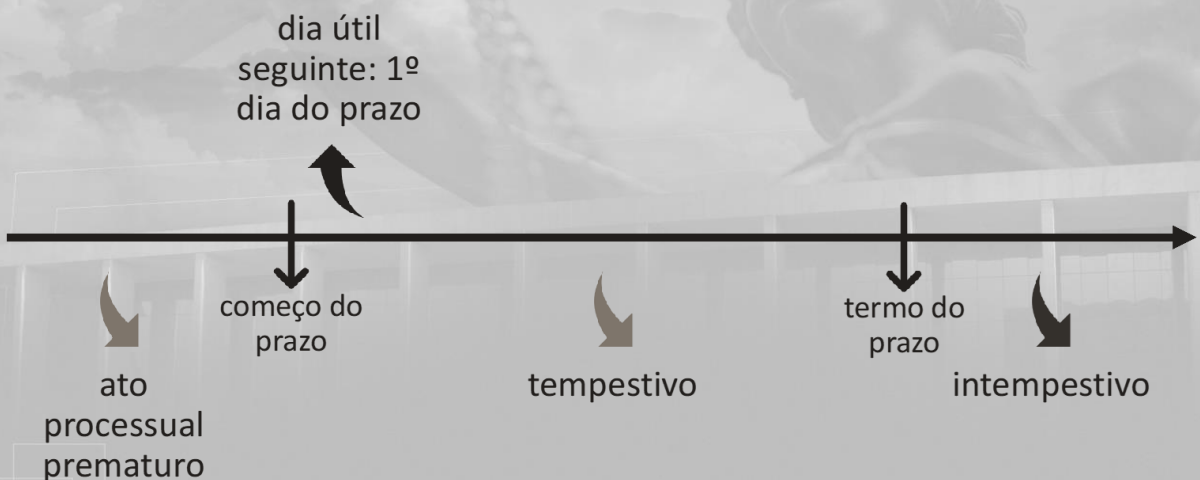 dia útil
seguinte: 1º
dia do prazo
começo do
prazo
termo do
prazo
ato
processual
prematuro
tempestivo
intempestivo